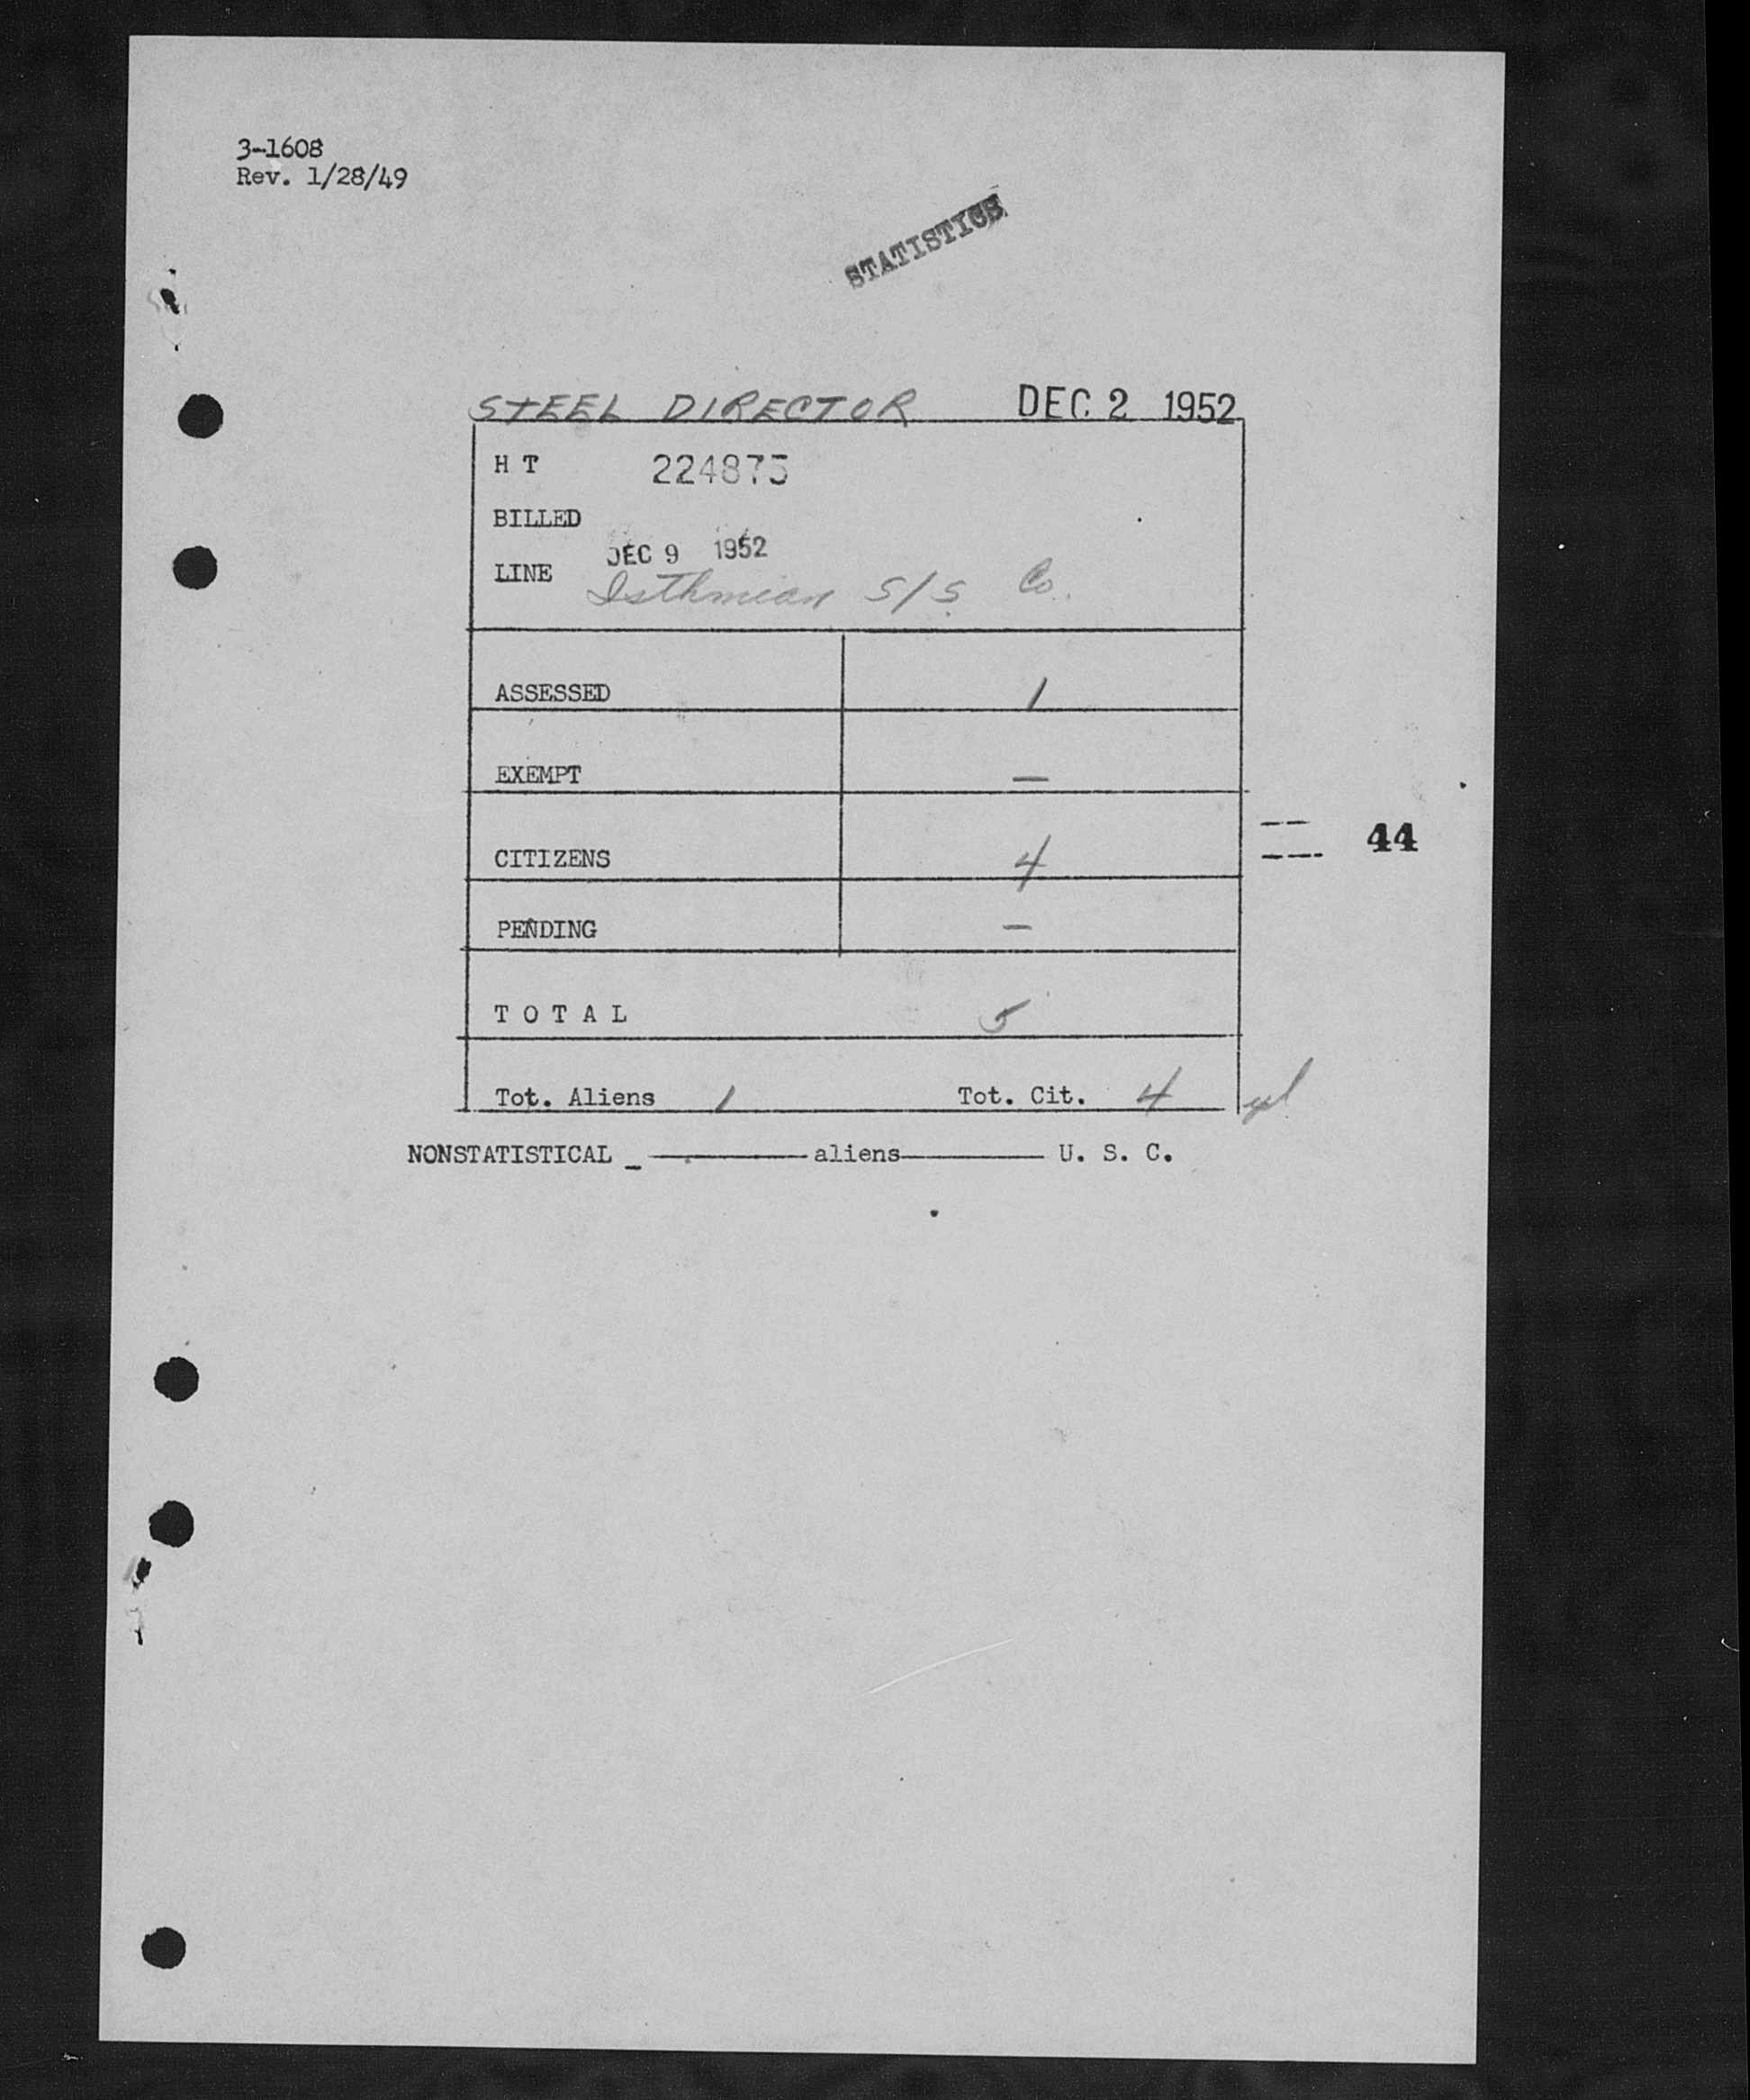 3-1608
Rev. 1/28/49
STATISTICS
STEEL DIRECTOR DEC 2 1952
H T 224875
BILLED
DEC 9 1952
LINE Isthmian S/S Co.
ASSESSED 1
EXEMPT —
CITIZENS 4
44
PENDING —
T O T A L 5
Tot. Aliens 1 Tot. Cit. 4
NONSTATISTICAL _ ———— aliens ———— U. S. C.